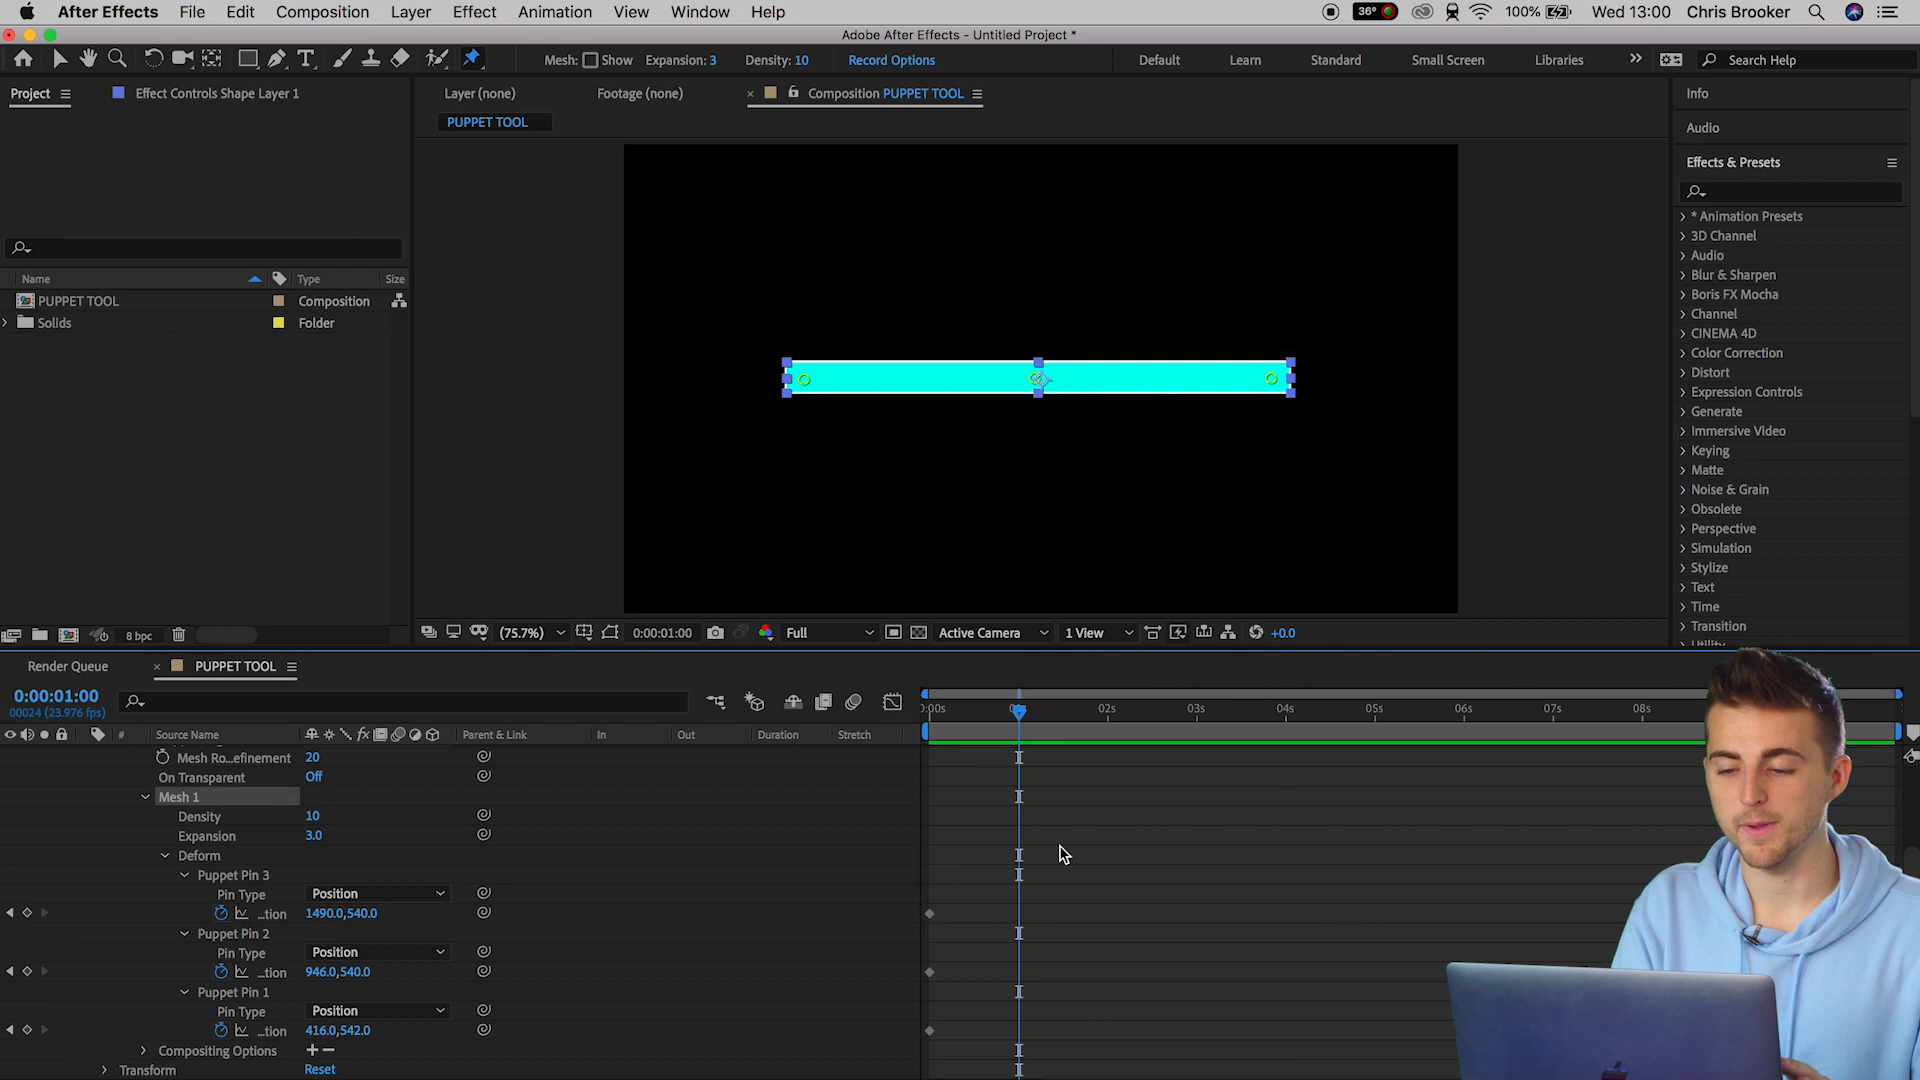 After Effects File Edit Composition Layer Effect Animation View Window Help 36° 100% Wed 13:00 Chris Brooker
Adobe After Effects - Untitled Project *
Mesh: Show Expansion: 3 Density: 10 Record Options Default Learn Standard Small Screen Libraries Search Help
Project Effect Controls Shape Layer 1 Layer (none) Footage (none) Composition PUPPET TOOL Info
PUPPET TOOL
Audio
Effects & Presets
* Animation Presets
3D Channel
Audio
Blur & Sharpen
Boris FX Mocha
Channel
CINEMA 4D
Color Correction
Distort
Expression Controls
Generate
Immersive Video
Keying
Matte
Noise & Grain
Obsolete
Perspective
Simulation
Stylize
Text
Time
Transition
Utility
Name Type Size
PUPPET TOOL Composition
Solids Folder
8 bpc (75.7%) 0:00:01:00 Full Active Camera 1 View +0.0
Render Queue PUPPET TOOL
0:00:01:00
00024 (23.976 fps)
0:00s 02s 03s 04s 05s 06s 07s 08s
# Source Name Parent & Link In Out Duration Stretch
Mesh Ro...efinement 20
On Transparent Off
Mesh 1
Density 10
Expansion 3.0
Deform
Puppet Pin 3
Pin Type Position
...tion 1490.0,540.0
Puppet Pin 2
Pin Type Position
...tion 946.0,540.0
Puppet Pin 1
Pin Type Position
...tion 416.0,542.0
Compositing Options + −
Transform Reset